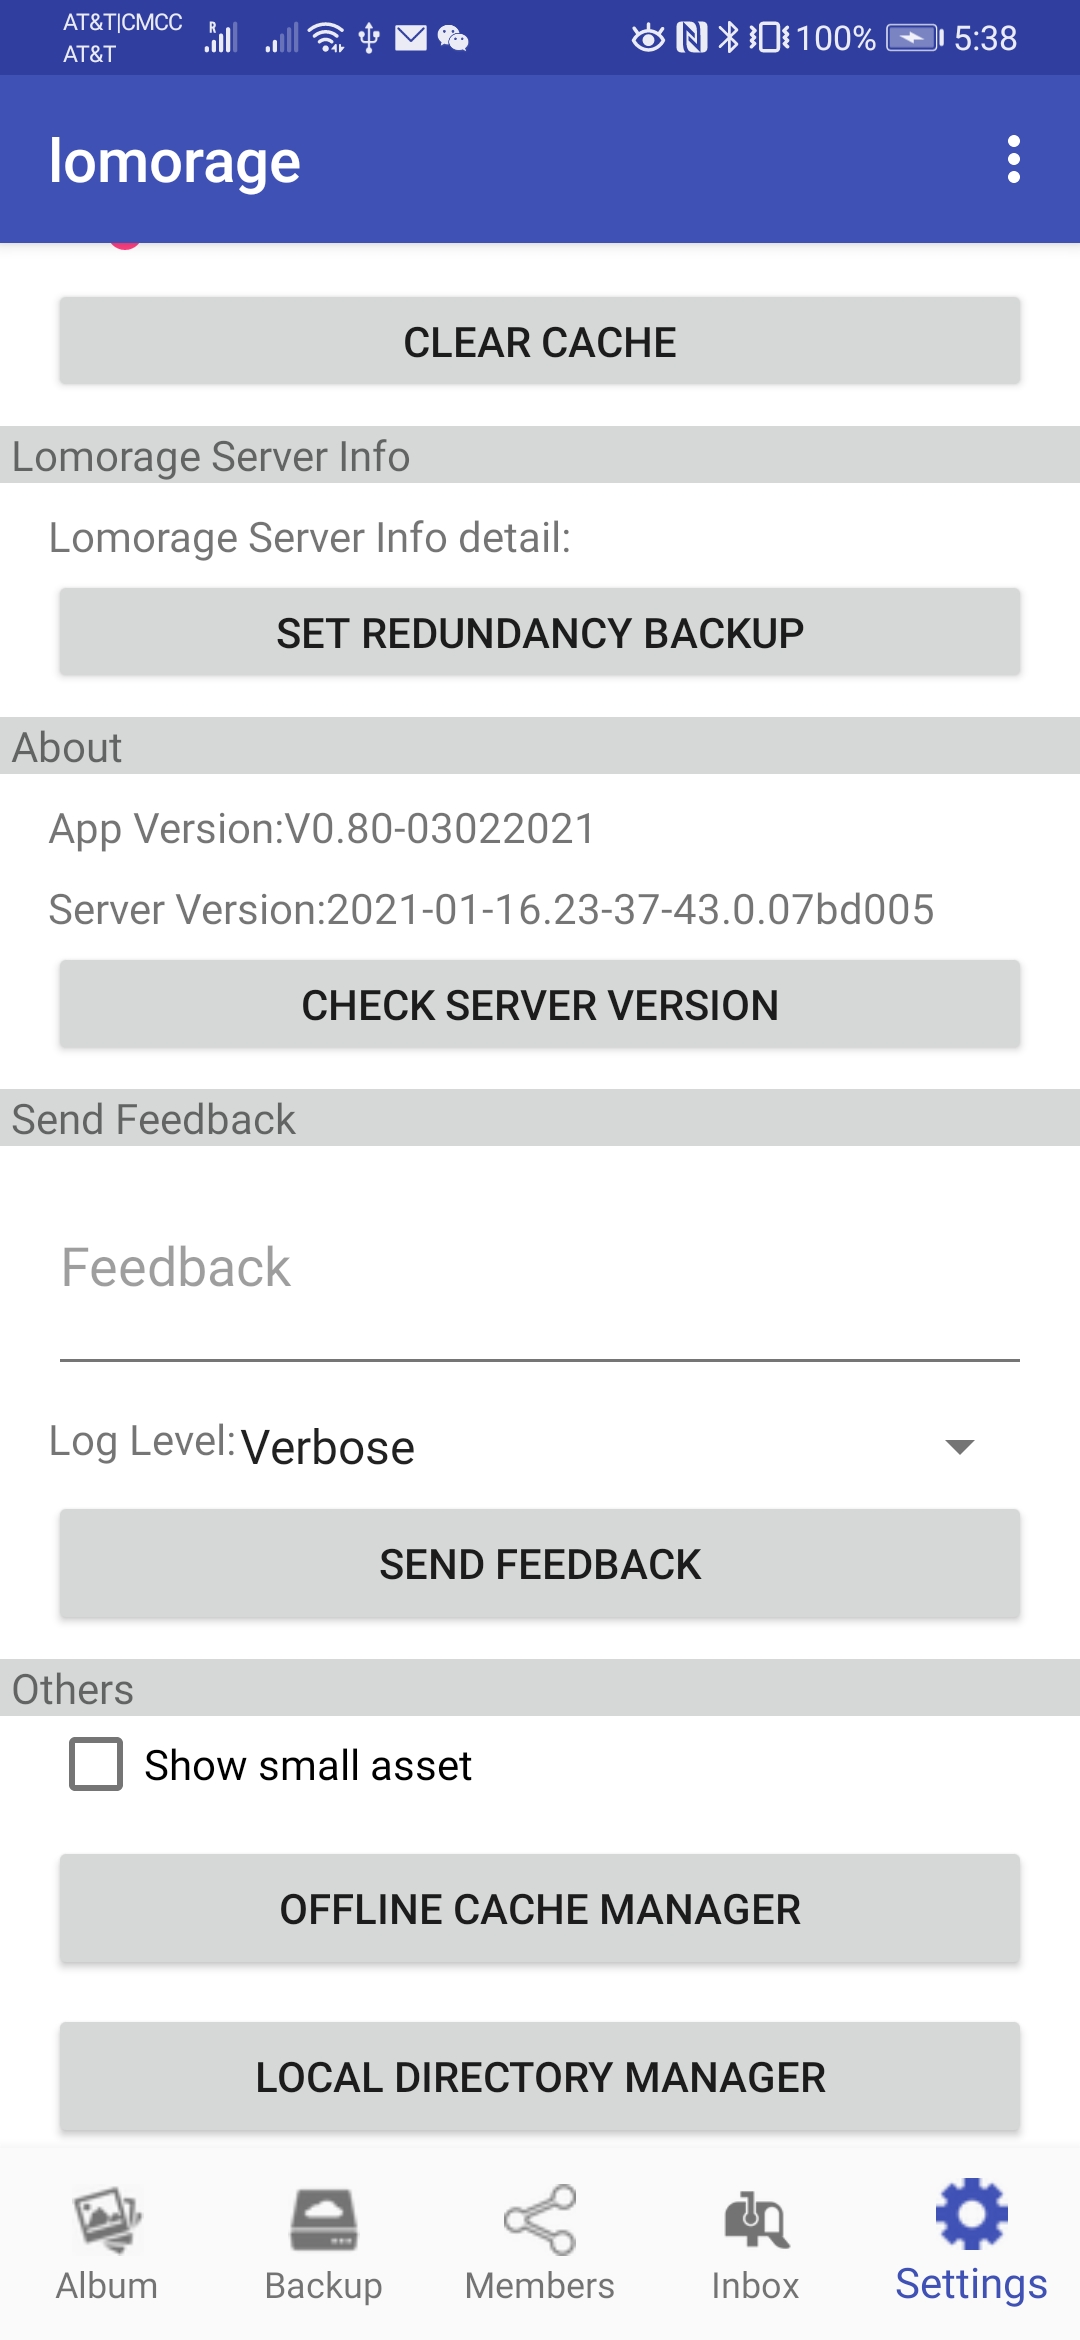 AT&T|CMCC
AT&T
R
100%
5:38
lomorage
CLEAR CACHE
Lomorage Server Info
Lomorage Server Info detail:
SET REDUNDANCY BACKUP
About
App Version:V0.80-03022021
Server Version:2021-01-16.23-37-43.0.07bd005
CHECK SERVER VERSION
Send Feedback
Feedback
Log Level: Verbose
SEND FEEDBACK
Others
Show small asset
OFFLINE CACHE MANAGER
LOCAL DIRECTORY MANAGER
Album
Backup
Members
Inbox
Settings